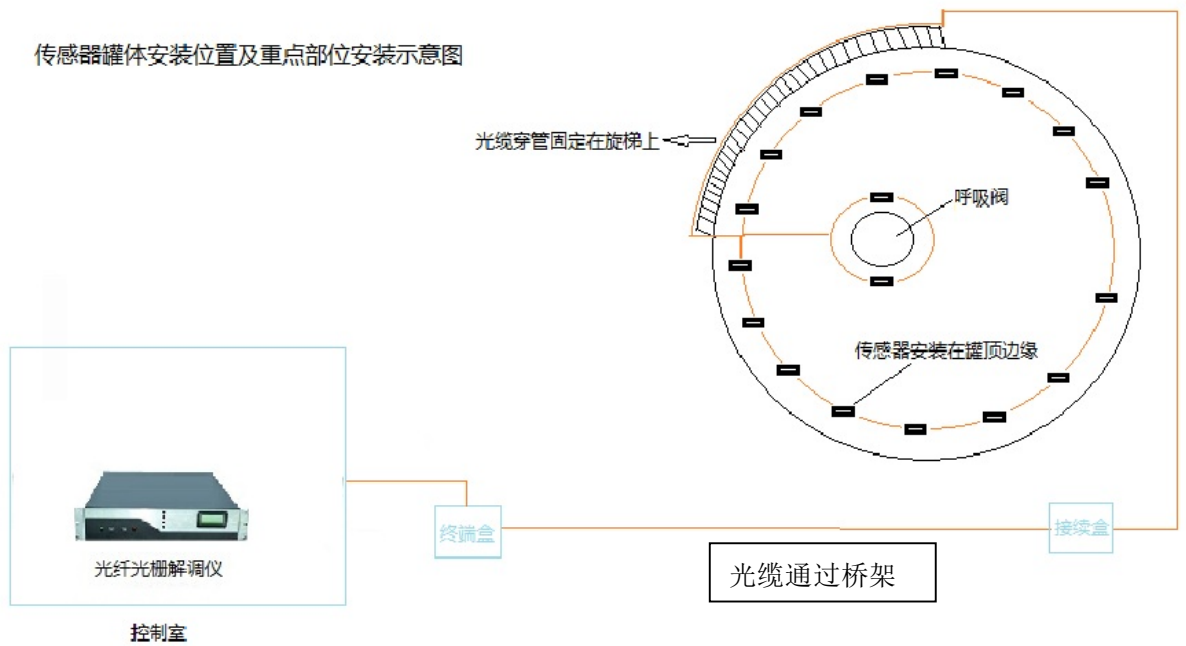 传感器罐体安装位置及重点部位安装示意图
光缆穿管固定在旋梯上
呼吸阀
传感器安装在罐顶边缘
终端盒
接续盒
光纤光栅解调仪
光缆通过桥架
控制室